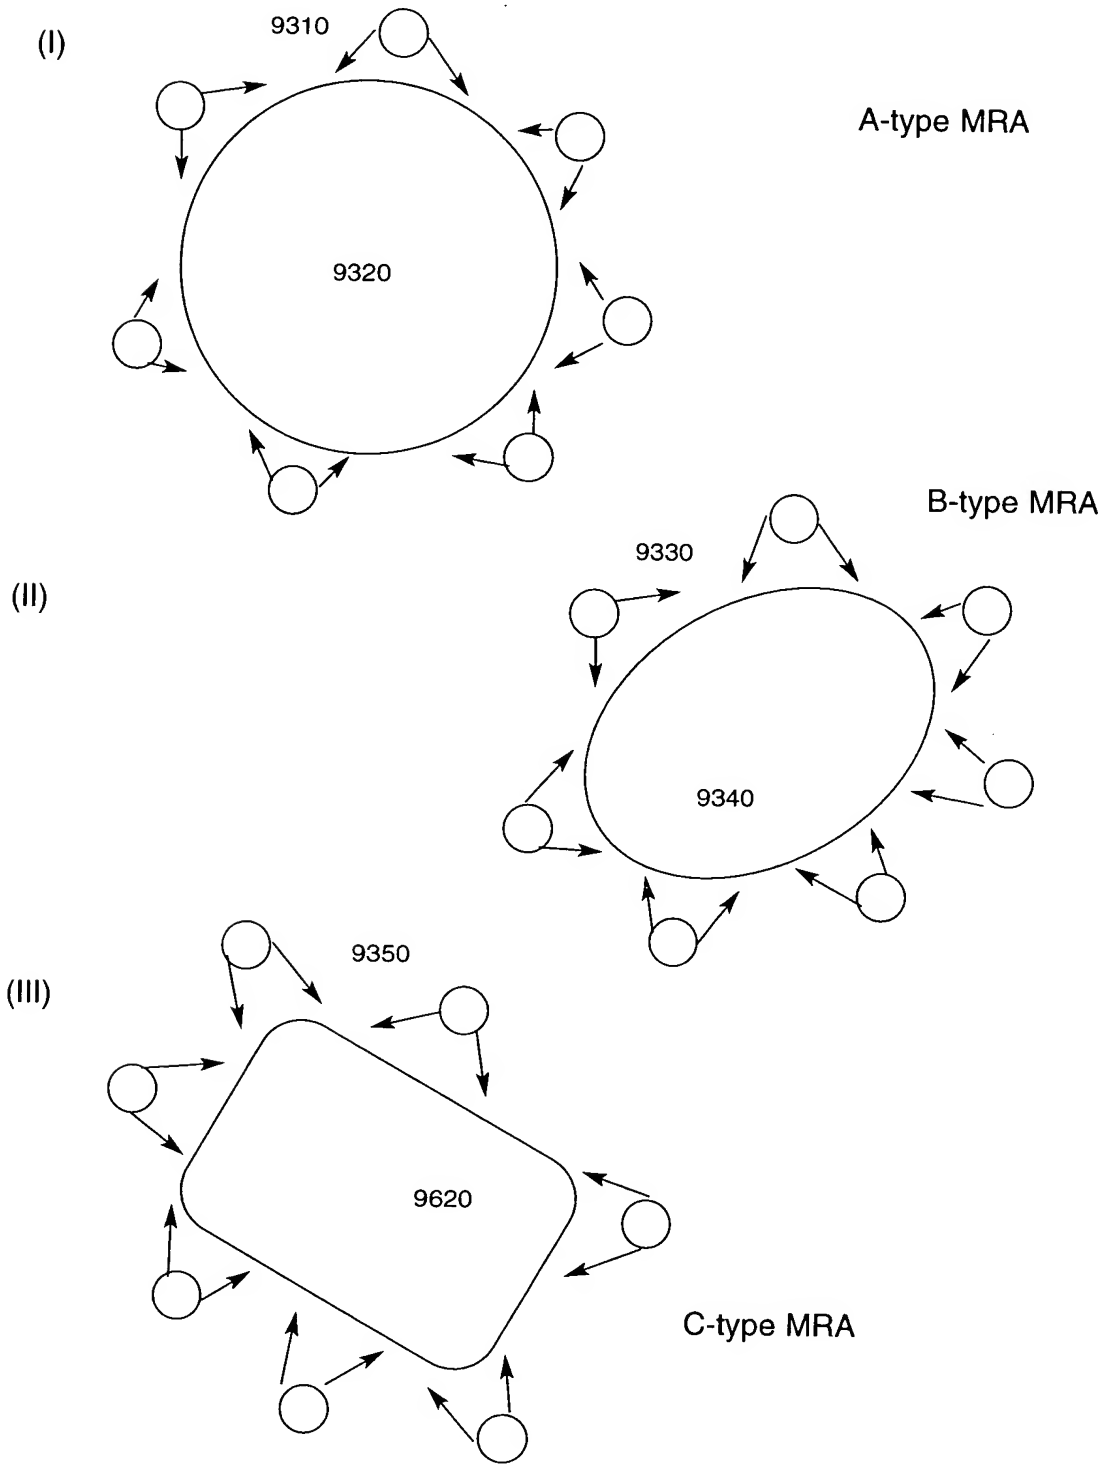 (I)
9310
A-type MRA
9320
B-type MRA
(II)
9330
9340
(III)
9350
9620
C-type MRA